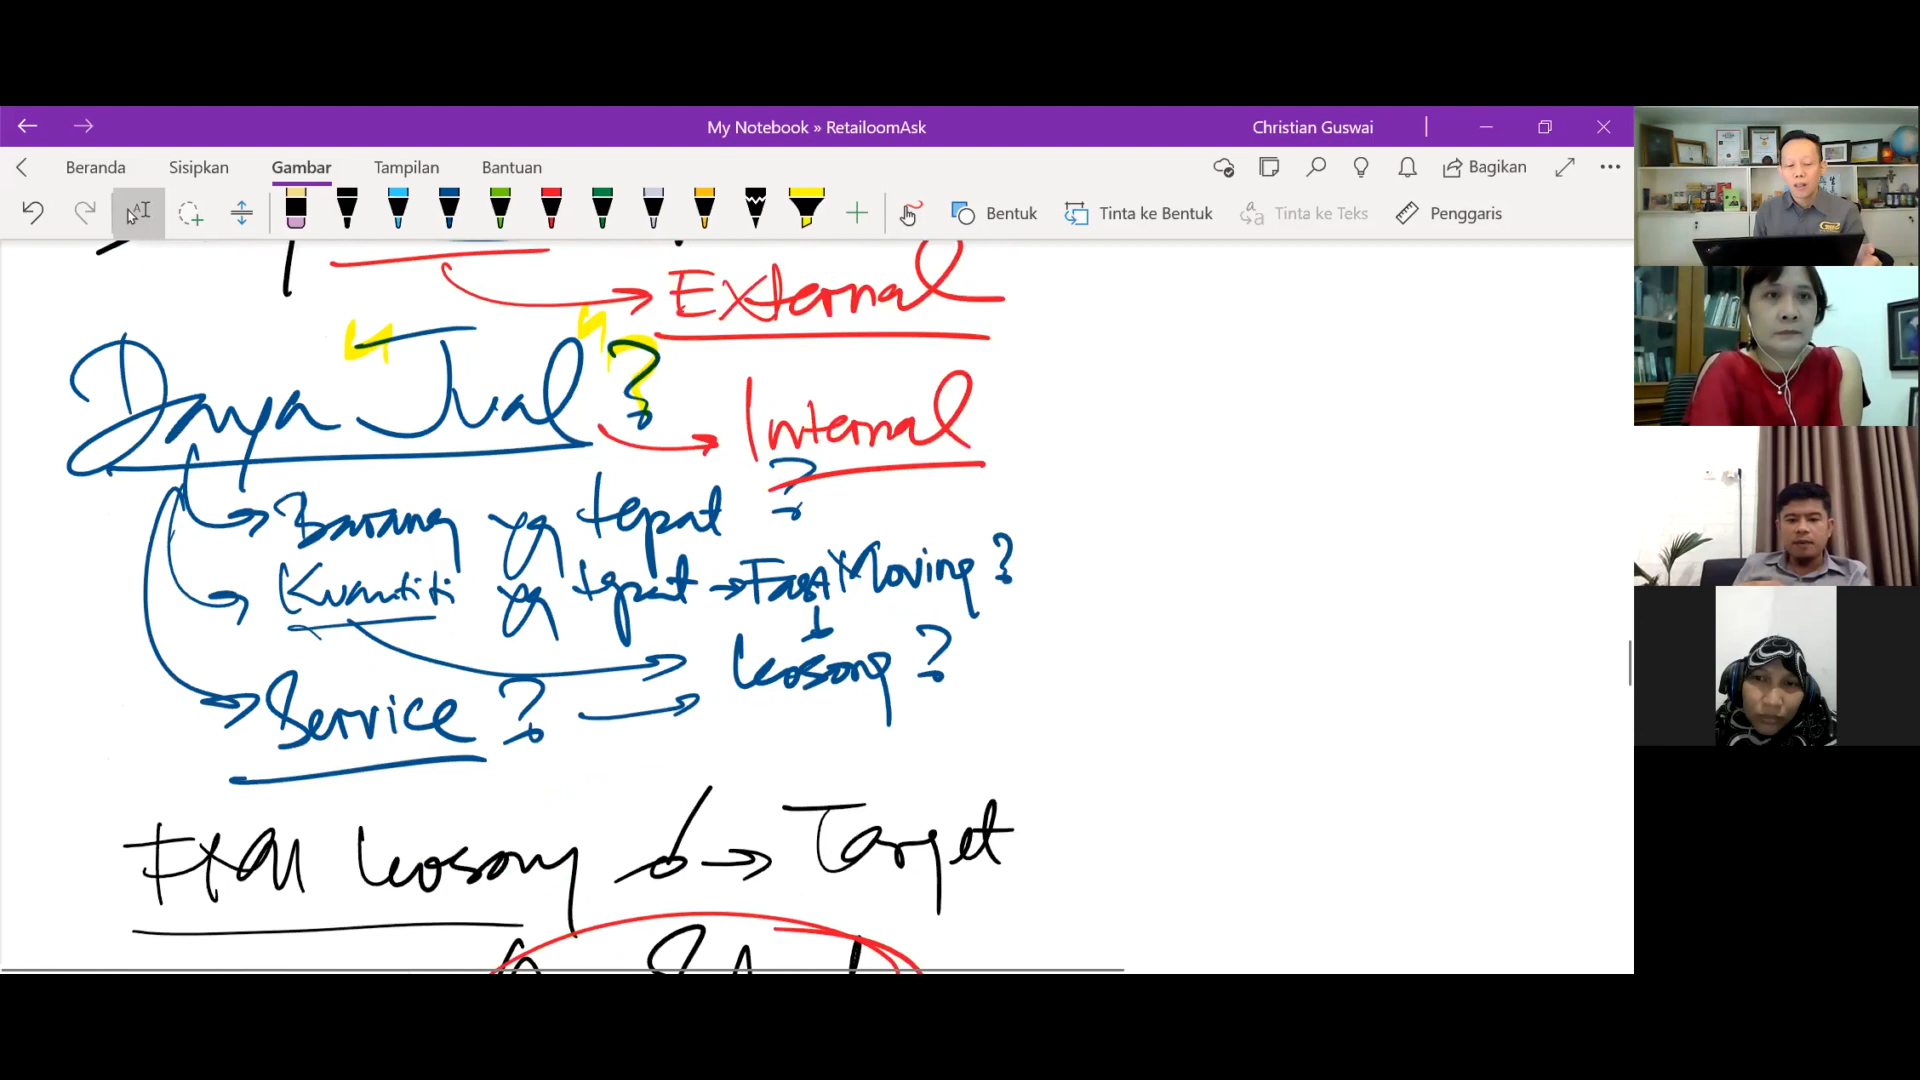 My Notebook » RetailoomAsk
Christian Guswai
Beranda Sisipkan Gambar Tampilan Bantuan
Bagikan
Bentuk Tinta ke Bentuk Tinta ke Teks Penggaris
External
Daya Jual ?
Internal
Barang yg tepat ?
Kuantiti yg tepat → Fast Moving ?
kosong ?
Service ?
kosong → Target